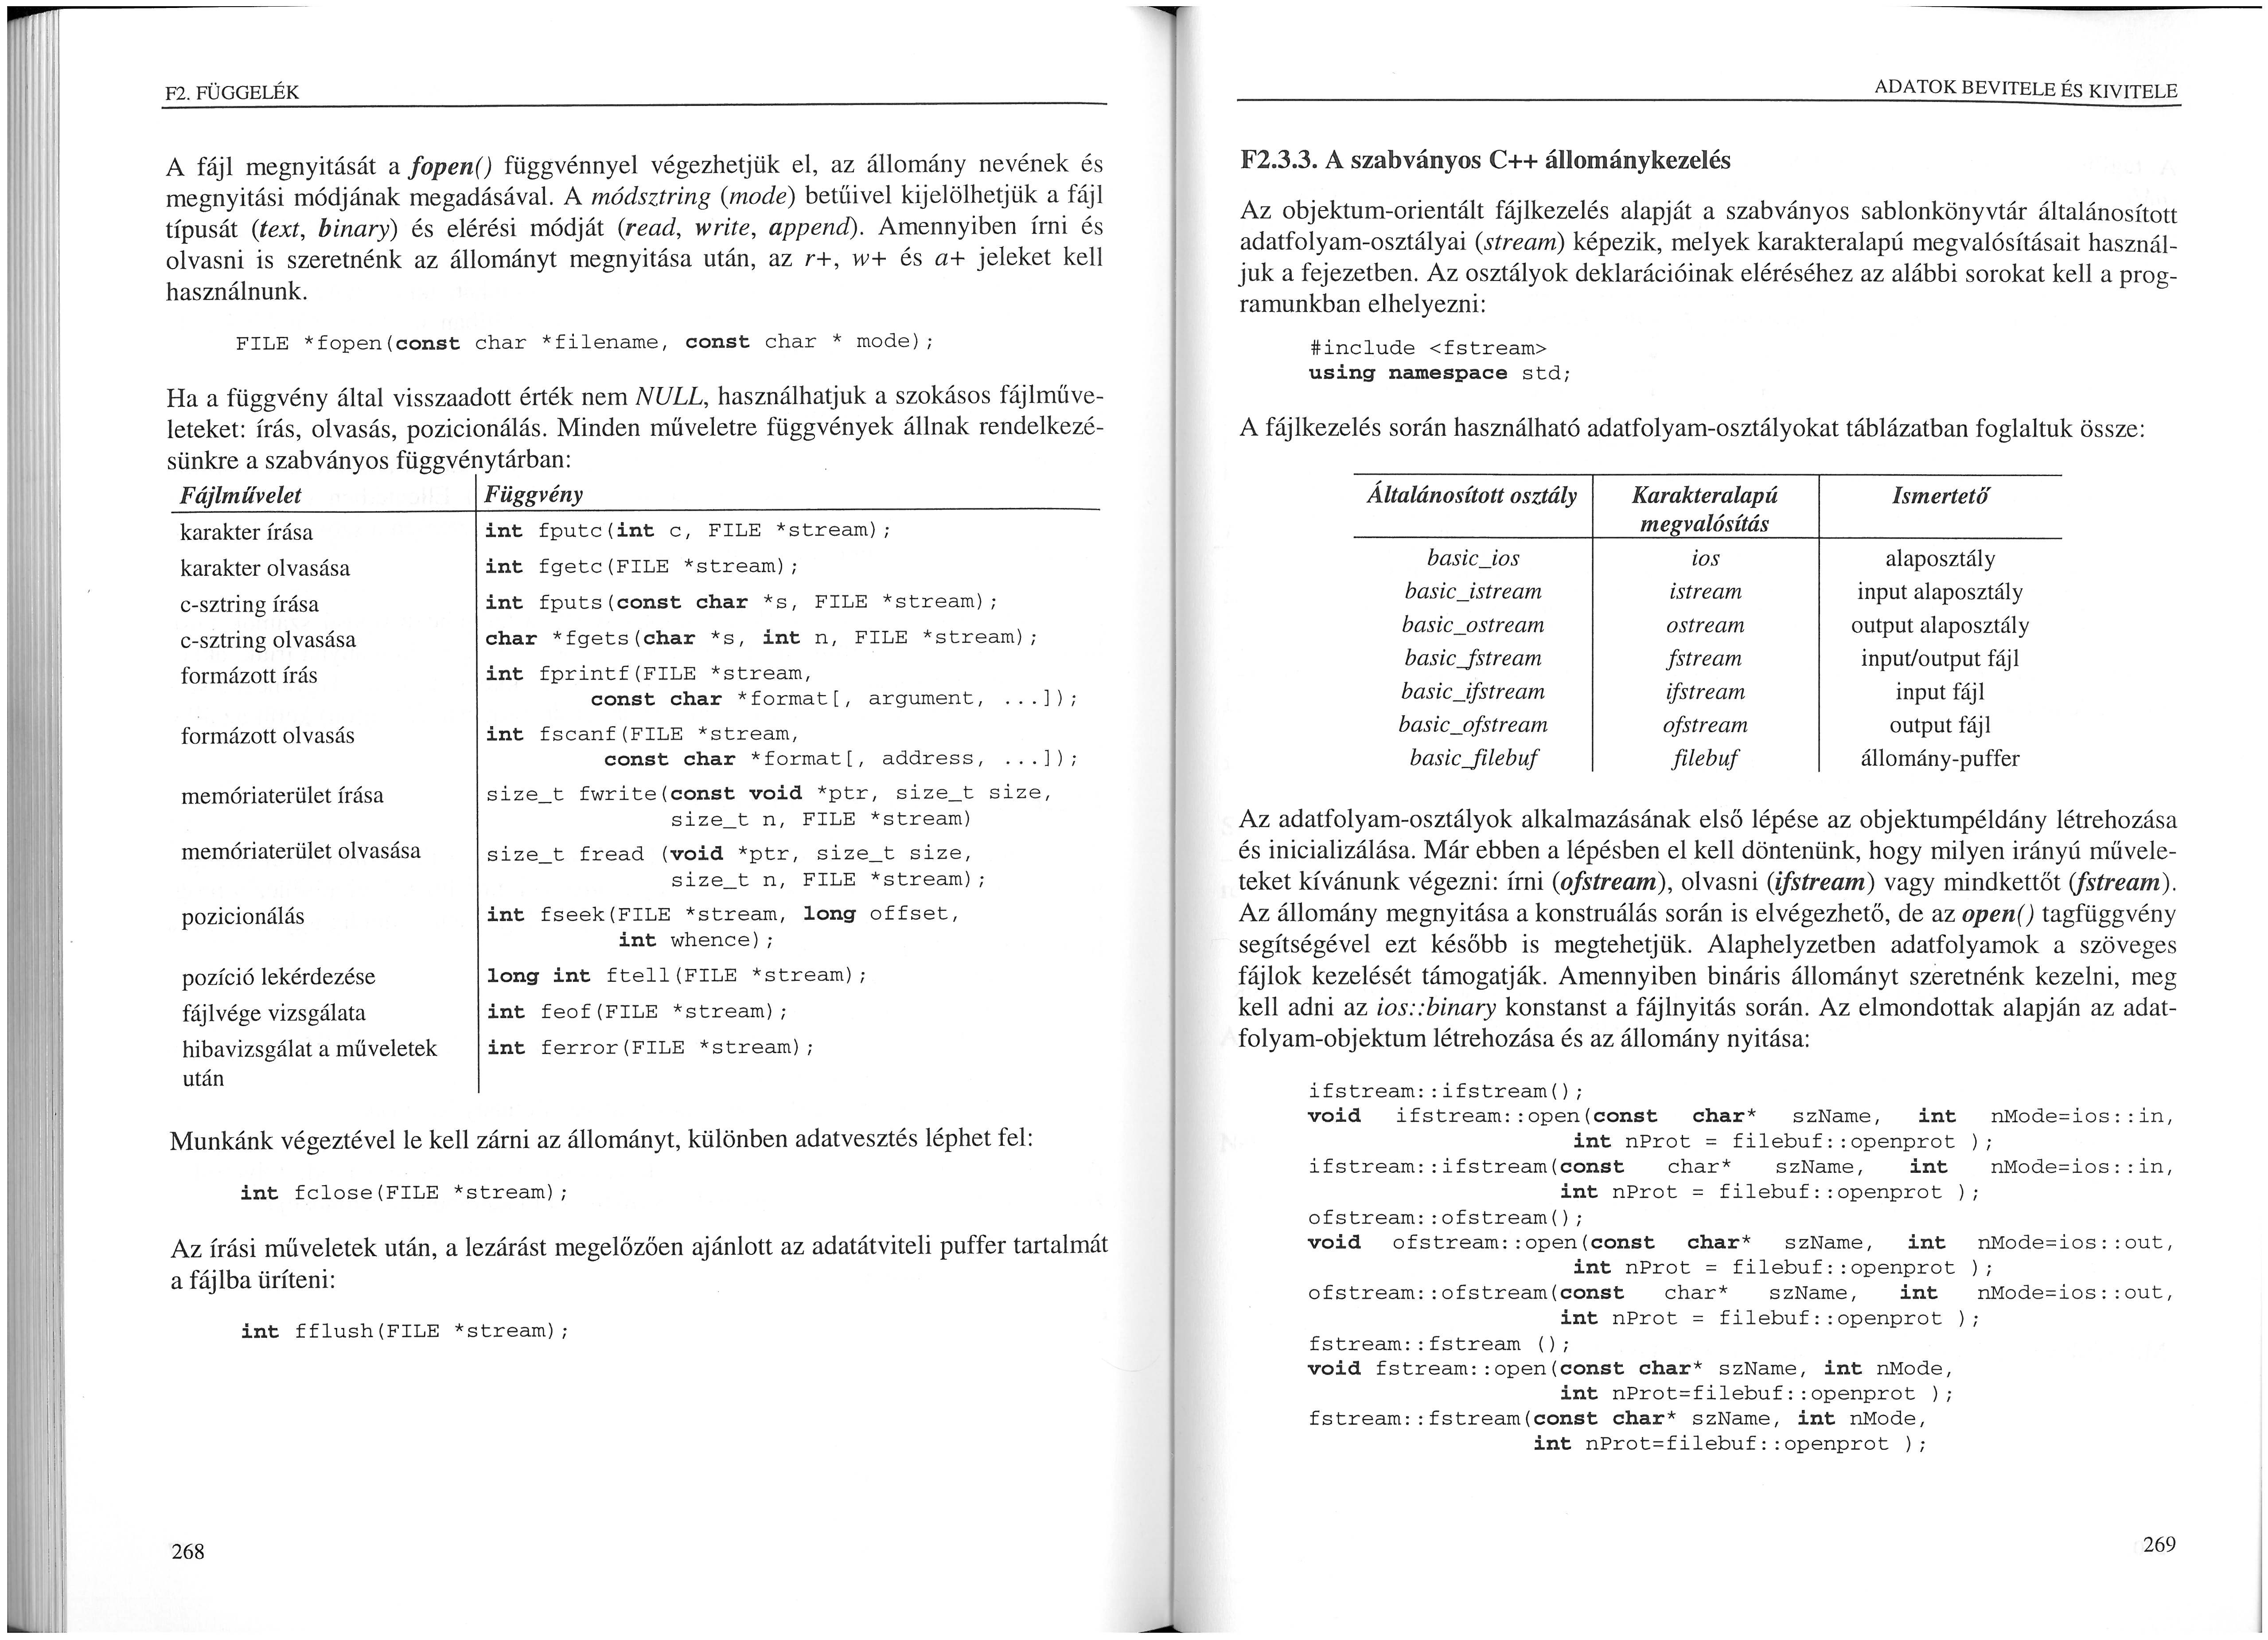 F2. FÜGGELÉK
A fájl megnyitását a fopen() függvénnyel végezhetjük el, az állomány nevének és
megnyitási módjának megadásával. A módsztring (mode) betűivel kijelölhetjük a fájl
típusát (text, binary) és elérési módját (read, write, append). Amennyiben írni és
olvasni is szeretnénk az állományt megnyitása után, az r+, w+ és a+ jeleket kell
használnunk.
FILE *fopen(const char *filename, const char * mode);
Ha a függvény által visszaadott érték nem NULL, használhatjuk a szokásos fájlműve-
leteket: írás, olvasás, pozicionálás. Minden műveletre függvények állnak rendelkezé-
sünkre a szabványos függvénytárban:
Fájlművelet Függvény
karakter írása int fputc(int c, FILE *stream);
karakter olvasása int fgetc(FILE *stream);
c-sztring írása int fputs(const char *s, FILE *stream);
c-sztring olvasása char *fgets(char *s, int n, FILE *stream);
formázott írás int fprintf(FILE *stream,
const char *format[, argument, ...]);
formázott olvasás int fscanf(FILE *stream,
const char *format[, address, ...]);
memóriaterület írása size_t fwrite(const void *ptr, size_t size,
size_t n, FILE *stream)
memóriaterület olvasása size_t fread (void *ptr, size_t size,
size_t n, FILE *stream);
pozicionálás int fseek(FILE *stream, long offset,
int whence);
pozíció lekérdezése long int ftell(FILE *stream);
fájlvége vizsgálata int feof(FILE *stream);
hibavizsgálat a műveletek int ferror(FILE *stream);
után
Munkánk végeztével le kell zárni az állományt, különben adatvesztés léphet fel:
int fclose(FILE *stream);
Az írási műveletek után, a lezárást megelőzően ajánlott az adatátviteli puffer tartalmát
a fájlba üríteni:
int fflush(FILE *stream);
268
ADATOK BEVITELE ÉS KIVITELE
F2.3.3. A szabványos C++ állománykezelés
Az objektum-orientált fájlkezelés alapját a szabványos sablonkönyvtár általánosított
adatfolyam-osztályai (stream) képezik, melyek karakteralapú megvalósításait használ-
juk a fejezetben. Az osztályok deklarációinak eléréséhez az alábbi sorokat kell a prog-
ramunkban elhelyezni:
#include <fstream>
using namespace std;
A fájlkezelés során használható adatfolyam-osztályokat táblázatban foglaltuk össze:
Általánosított osztály Karakteralapú Ismertető
megvalósítás
basic_ios ios alaposztály
basic_istream istream input alaposztály
basic_ostream ostream output alaposztály
basic_fstream fstream input/output fájl
basic_ifstream ifstream input fájl
basic_ofstream ofstream output fájl
basic_filebuf filebuf állomány-puffer
Az adatfolyam-osztályok alkalmazásának első lépése az objektumpéldány létrehozása
és inicializálása. Már ebben a lépésben el kell döntenünk, hogy milyen irányú művele-
teket kívánunk végezni: írni (ofstream), olvasni (ifstream) vagy mindkettőt (fstream).
Az állomány megnyitása a konstruálás során is elvégezhető, de az open() tagfüggvény
segítségével ezt később is megtehetjük. Alaphelyzetben adatfolyamok a szöveges
fájlok kezelését támogatják. Amennyiben bináris állományt szeretnénk kezelni, meg
kell adni az ios::binary konstanst a fájlnyitás során. Az elmondottak alapján az adat-
folyam-objektum létrehozása és az állomány nyitása:
ifstream::ifstream();
void ifstream::open(const char* szName, int nMode=ios::in,
int nProt = filebuf::openprot );
ifstream::ifstream(const char* szName, int nMode=ios::in,
int nProt = filebuf::openprot );
ofstream::ofstream();
void ofstream::open(const char* szName, int nMode=ios::out,
int nProt = filebuf::openprot );
ofstream::ofstream(const char* szName, int nMode=ios::out,
int nProt = filebuf::openprot );
fstream::fstream ();
void fstream::open(const char* szName, int nMode,
int nProt=filebuf::openprot );
fstream::fstream(const char* szName, int nMode,
int nProt=filebuf::openprot );
269